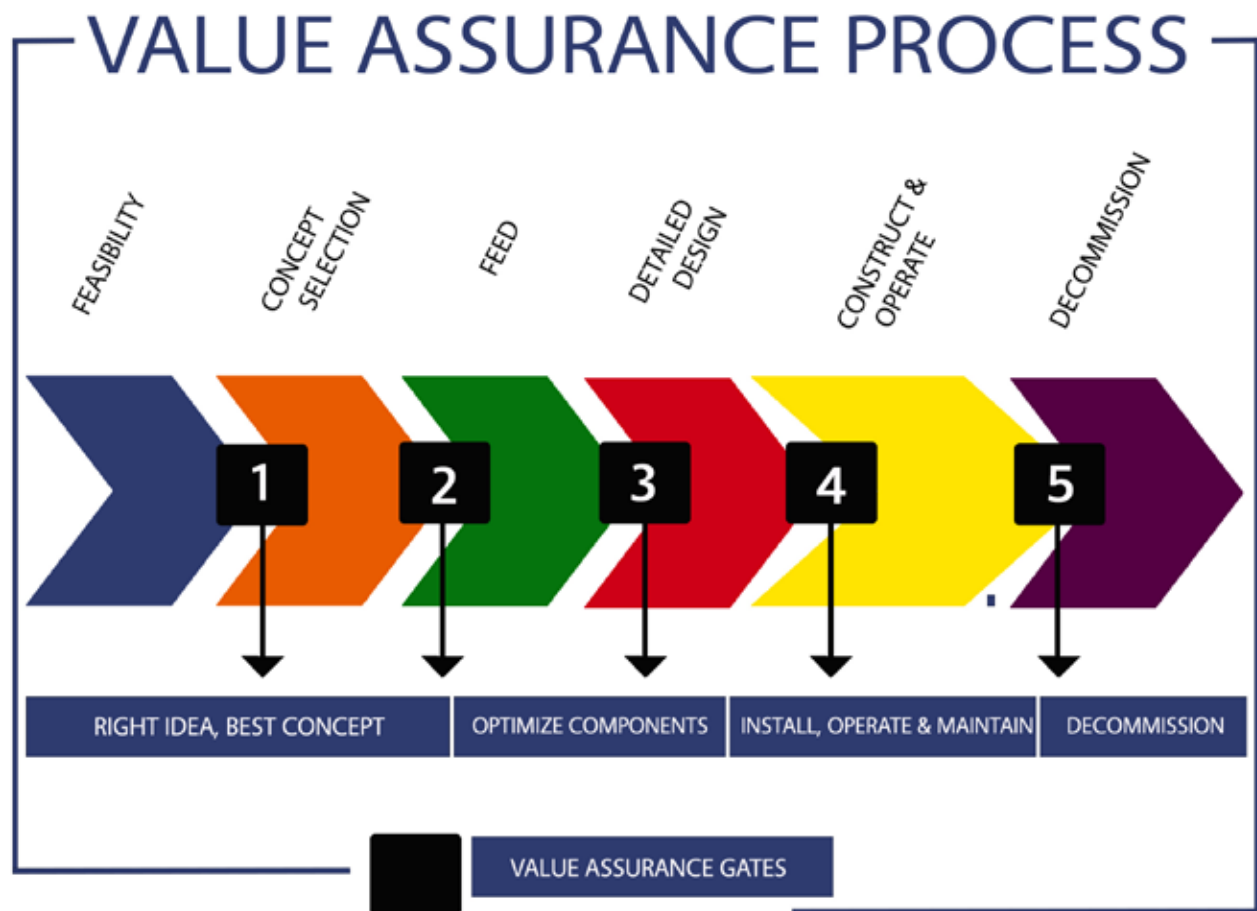 VALUE ASSURANCE PROCESS
FEASIBILITY
CONCEPT
SELECTION
FEED
DETAILED
DESIGN
CONSTRUCT &
OPERATE
DECOMMISSION
1
2
3
4
5
RIGHT IDEA, BEST CONCEPT
OPTIMIZE COMPONENTS
INSTALL, OPERATE & MAINTAIN
DECOMMISSION
VALUE ASSURANCE GATES